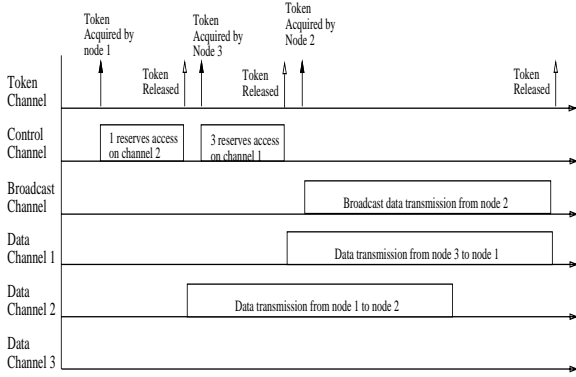 Token
Acquired by
node 1
Token
Acquired by
Node 3
Token
Acquired by
Node 2
Token
Channel
Token
Released
Token
Released
Token
Released
Control
Channel
1 reserves access
on channel 2
3 reserves access
on channel 1
Broadcast
Channel
Broadcast data transmission from node 2
Data
Channel 1
Data transmission from node 3 to node 1
Data
Channel 2
Data transmission from node 1 to node 2
Data
Channel 3